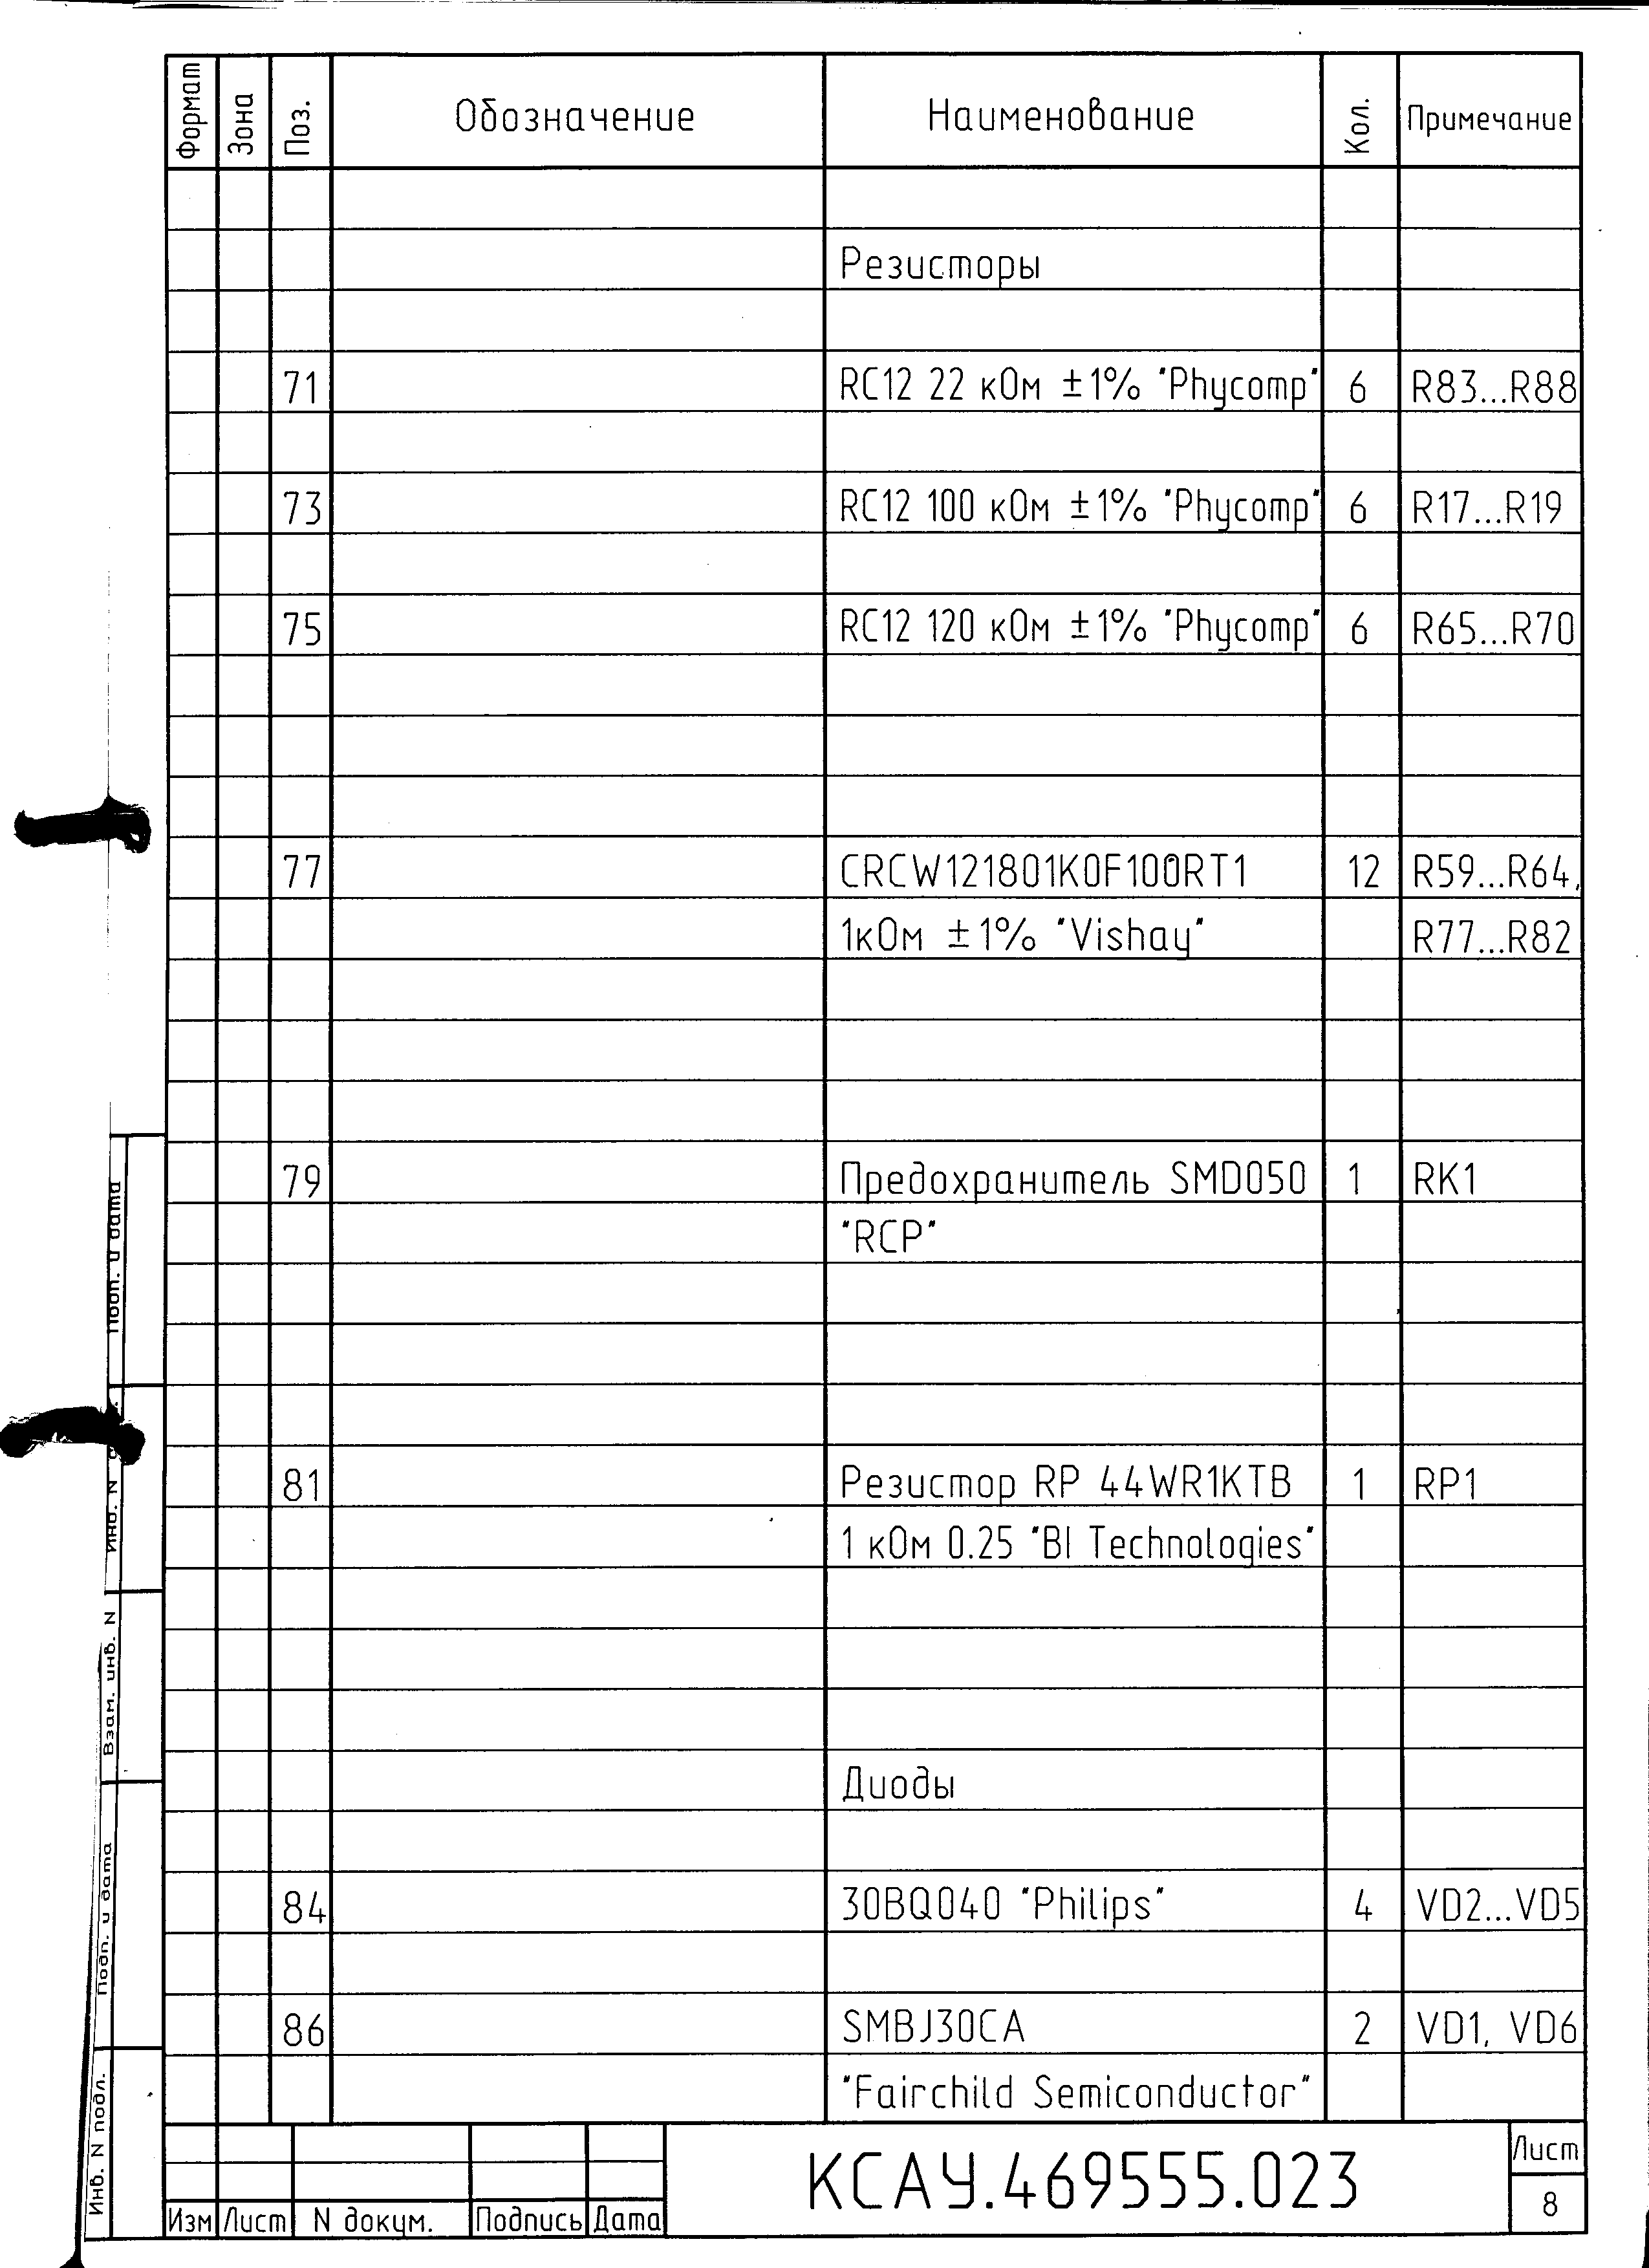 Формат Зона Поз. Обозначение Наименование Кол. Примечание
Резисторы
71 RC12 22 кОм ±1% "Phycomp" 6 R83...R88
73 RC12 100 кОм ±1% "Phycomp" 6 R17...R19
75 RC12 120 кОм ±1% "Phycomp" 6 R65...R70
77 CRCW121801K0F100RT1 12 R59...R64,
1кОм ±1% "Vishay" R77...R82
79 Предохранитель SMD050 1 RK1
"RCP"
81 Резистор RP 44WR1KTB 1 RP1
1 кОм 0.25 "BI Technologies"
Диоды
84 30BQ040 "Philips" 4 VD2...VD5
86 SMBJ30CA 2 VD1, VD6
"Fairchild Semiconductor"
Подп. и дата
Инв. N
Взам. инв. N
Подп. и дата
Инв. N подл.
Изм Лист N докум. Подпись Дата
КСАУ.469555.023
Лист
8